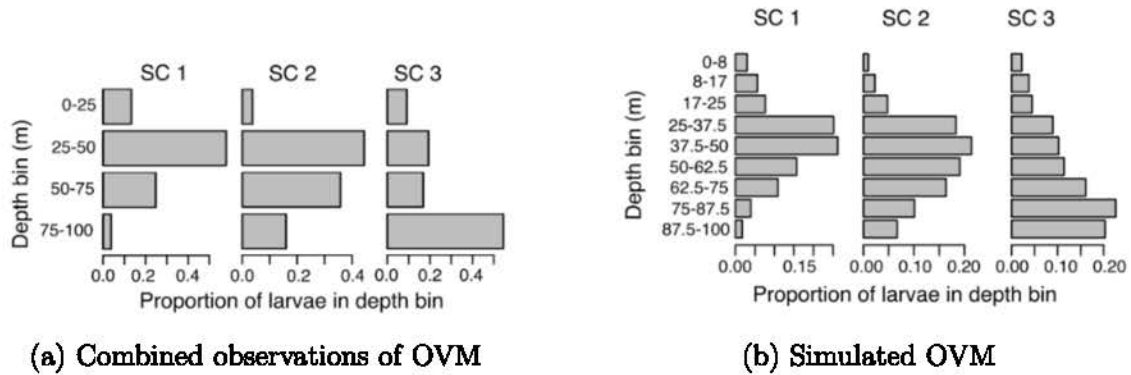 SC 1 SC 2 SC 3
0-25
25-50
50-75
75-100
Depth bin (m)
0.0 0.2 0.4 0.0 0.2 0.4 0.0 0.2 0.4
Proportion of larvae in depth bin
(a) Combined observations of OVM
SC 1 SC 2 SC 3
0-8
8-17
17-25
25-37.5
37.5-50
50-62.5
62.5-75
75-87.5
87.5-100
Depth bin (m)
0.00 0.15 0.00 0.10 0.20 0.00 0.10 0.20
Proportion of larvae in depth bin
(b) Simulated OVM